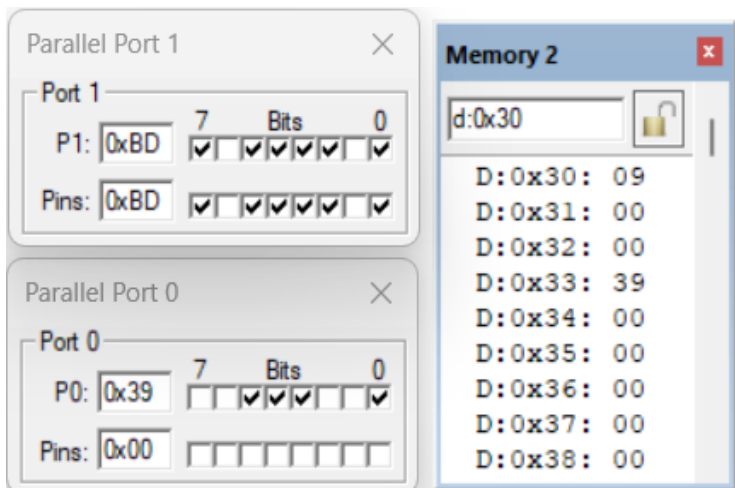 Parallel Port 1
Port 1
7 Bits 0
P1: 0xBD
Pins: 0xBD
Parallel Port 0
Port 0
7 Bits 0
P0: 0x39
Pins: 0x00
Memory 2
d:0x30
D:0x30: 09
D:0x31: 00
D:0x32: 00
D:0x33: 39
D:0x34: 00
D:0x35: 00
D:0x36: 00
D:0x37: 00
D:0x38: 00